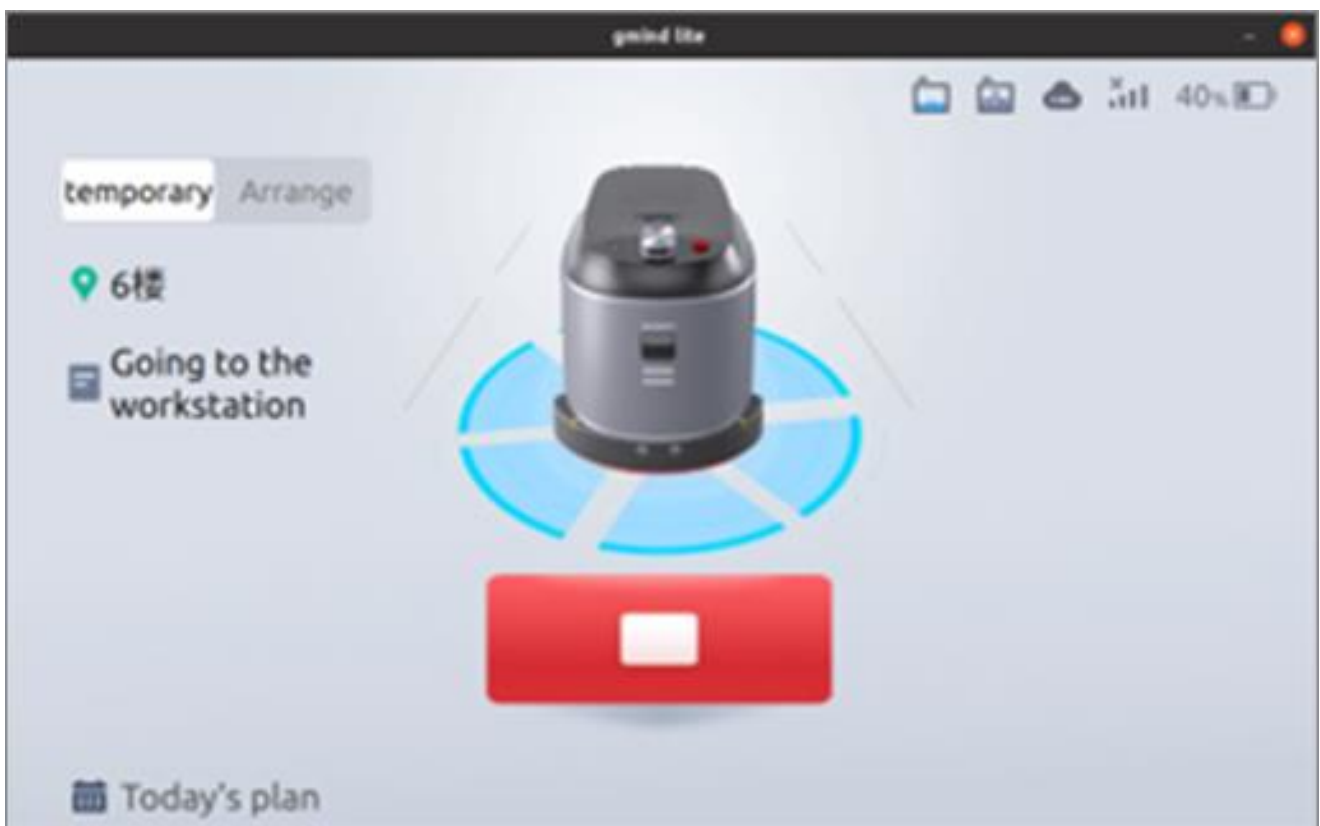 gmind lite
40%
temporary Arrange
6楼
Going to the
workstation
Today's plan